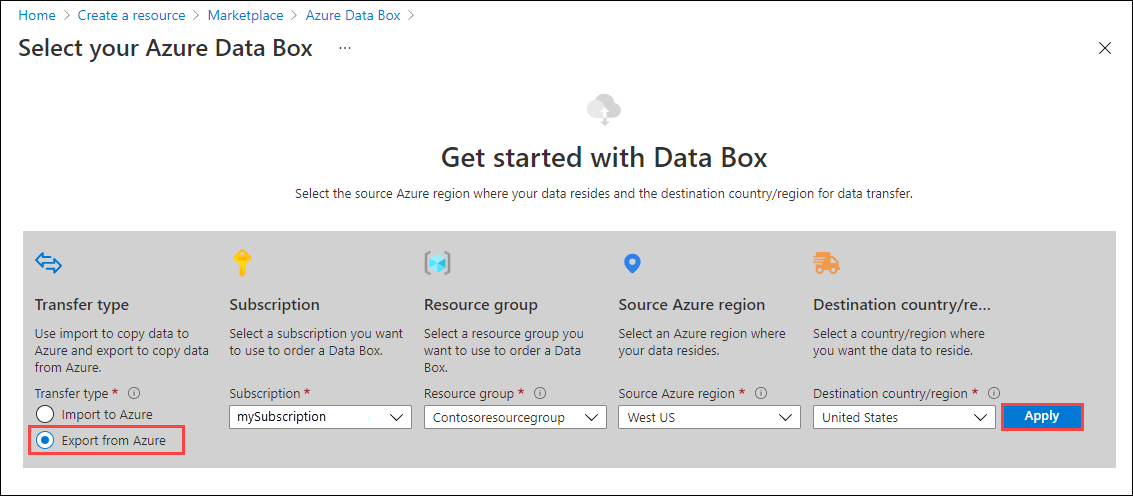 Home > Create a resource > Marketplace > Azure Data Box >
Select your Azure Data Box ...
Get started with Data Box
Select the source Azure region where your data resides and the destination country/region for data transfer.
Transfer type
Use import to copy data to
Azure and export to copy data
from Azure.
Transfer type *
Import to Azure
Export from Azure
Subscription
Select a subscription you want
to use to order a Data Box.
Subscription *
mySubscription
Resource group
Select a resource group you
want to use to order a Data
Box.
Resource group *
Contosoresourcegroup
Source Azure region
Select an Azure region where
your data resides.
Source Azure region *
West US
Destination country/re...
Select a country/region where
you want the data to reside.
Destination country/region *
United States
Apply